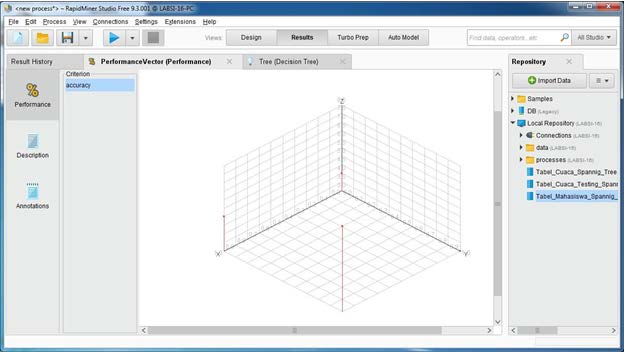 <new process*> – RapidMiner Studio Free 9.3.001 @ LABSI-16-PC
File Edit Process View Connections Settings Extensions Help
Views: Design Results Turbo Prep Auto Model Find data, operators...etc All Studio
Result History PerformanceVector (Performance) Tree (Decision Tree) Repository
Criterion
accuracy
Performance
Description
Annotations
Z
X
Y
Import Data
Samples
DB (Legacy)
Local Repository (LABSI-16)
Connections (LABSI-16)
data (LABSI-16)
processes (LABSI-16)
Tabel_Cuaca_Spannig_Tree
Tabel_Cuaca_Testing_Spann
Tabel_Mahasiswa_Spannig_